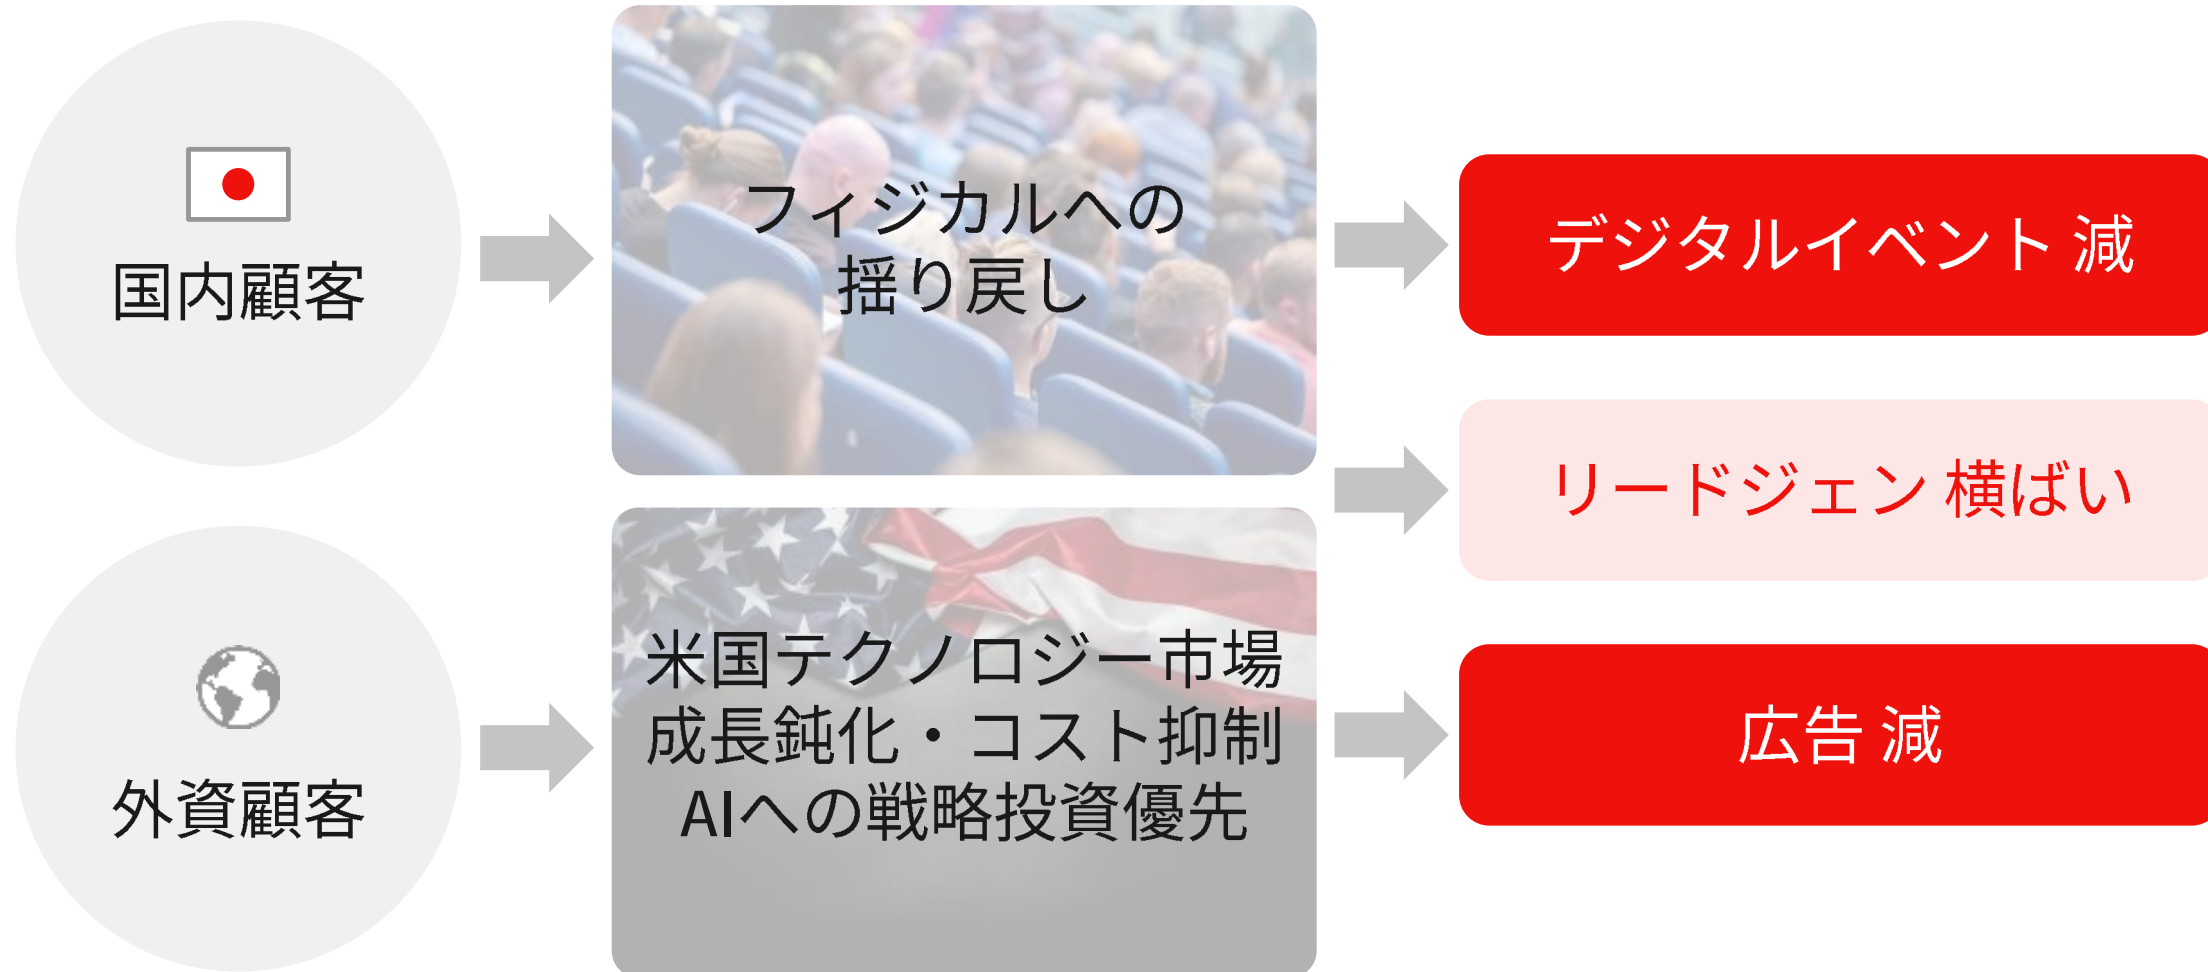 国内顧客
フィジカルへの
揺り戻し
デジタルイベント 減
リードジェン 横ばい
外資顧客
米国テクノロジー市場
成長鈍化・コスト抑制
AIへの戦略投資優先
広告 減